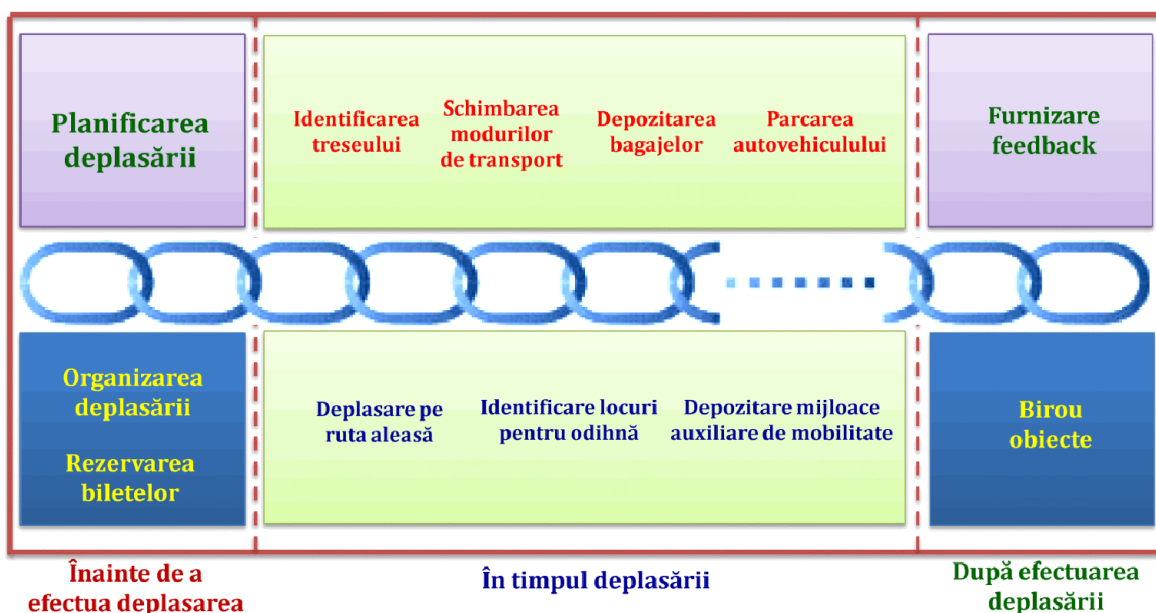 Planificarea
deplasării
Identificarea
treseului
Schimbarea
modurilor
de transport
Depozitarea
bagajelor
Parcarea
autovehiculului
Furnizare
feedback
Organizarea
deplasării
Rezervarea
biletelor
Deplasare pe
ruta aleasă
Identificare locuri
pentru odihnă
Depozitare mijloace
auxiliare de mobilitate
Birou
obiecte
Înainte de a
efectua deplasarea
În timpul deplasării
După efectuarea
deplasării